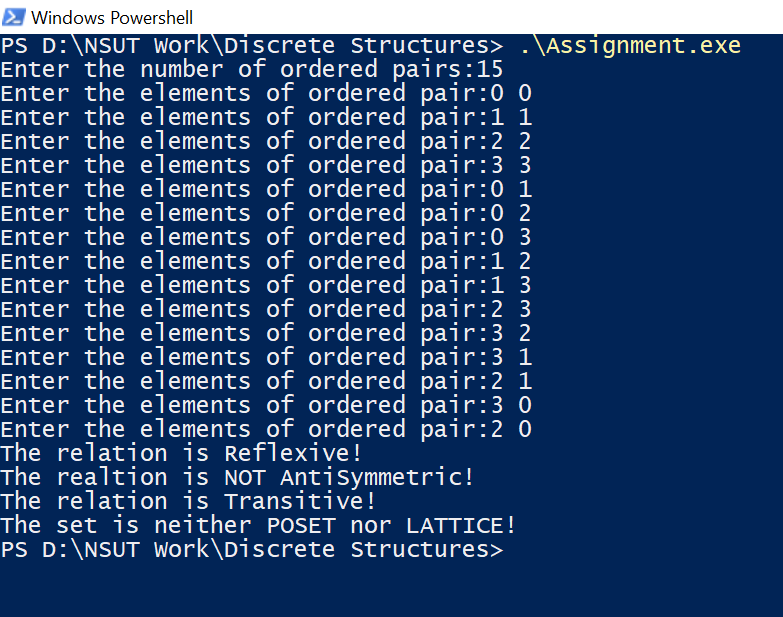 Windows Powershell
PS D:\NSUT Work\Discrete Structures> .\Assignment.exe
Enter the number of ordered pairs:15
Enter the elements of ordered pair:0 0
Enter the elements of ordered pair:1 1
Enter the elements of ordered pair:2 2
Enter the elements of ordered pair:3 3
Enter the elements of ordered pair:0 1
Enter the elements of ordered pair:0 2
Enter the elements of ordered pair:0 3
Enter the elements of ordered pair:1 2
Enter the elements of ordered pair:1 3
Enter the elements of ordered pair:2 3
Enter the elements of ordered pair:3 2
Enter the elements of ordered pair:3 1
Enter the elements of ordered pair:2 1
Enter the elements of ordered pair:3 0
Enter the elements of ordered pair:2 0
The relation is Reflexive!
The realtion is NOT AntiSymmetric!
The relation is Transitive!
The set is neither POSET nor LATTICE!
PS D:\NSUT Work\Discrete Structures>